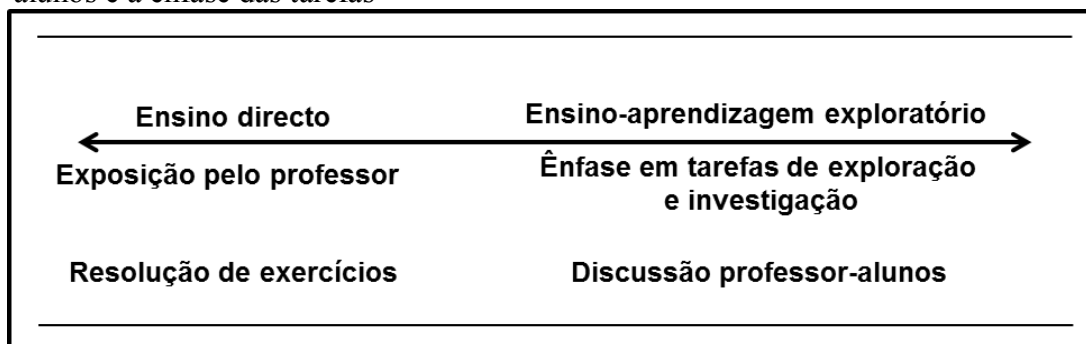 alunos e a ênfase das tarefas
Ensino directo
Ensino-aprendizagem exploratório
Exposição pelo professor
Ênfase em tarefas de exploração
e investigação
Resolução de exercícios
Discussão professor-alunos